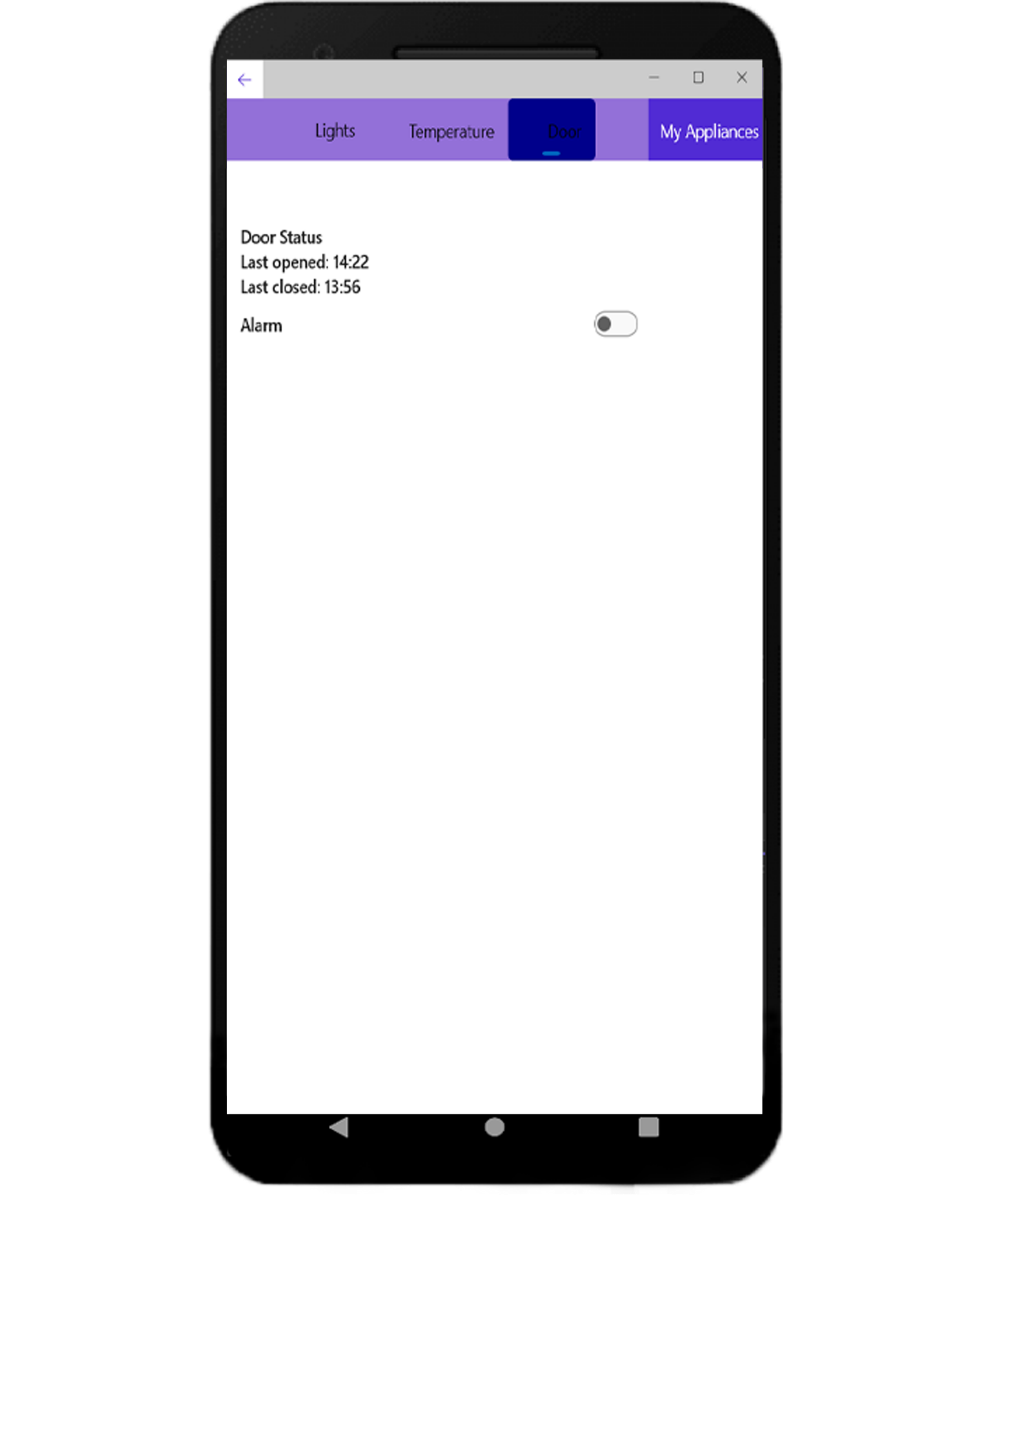 Lights Temperature Door My Appliances
Door Status
Last opened: 14:22
Last closed: 13:56
Alarm